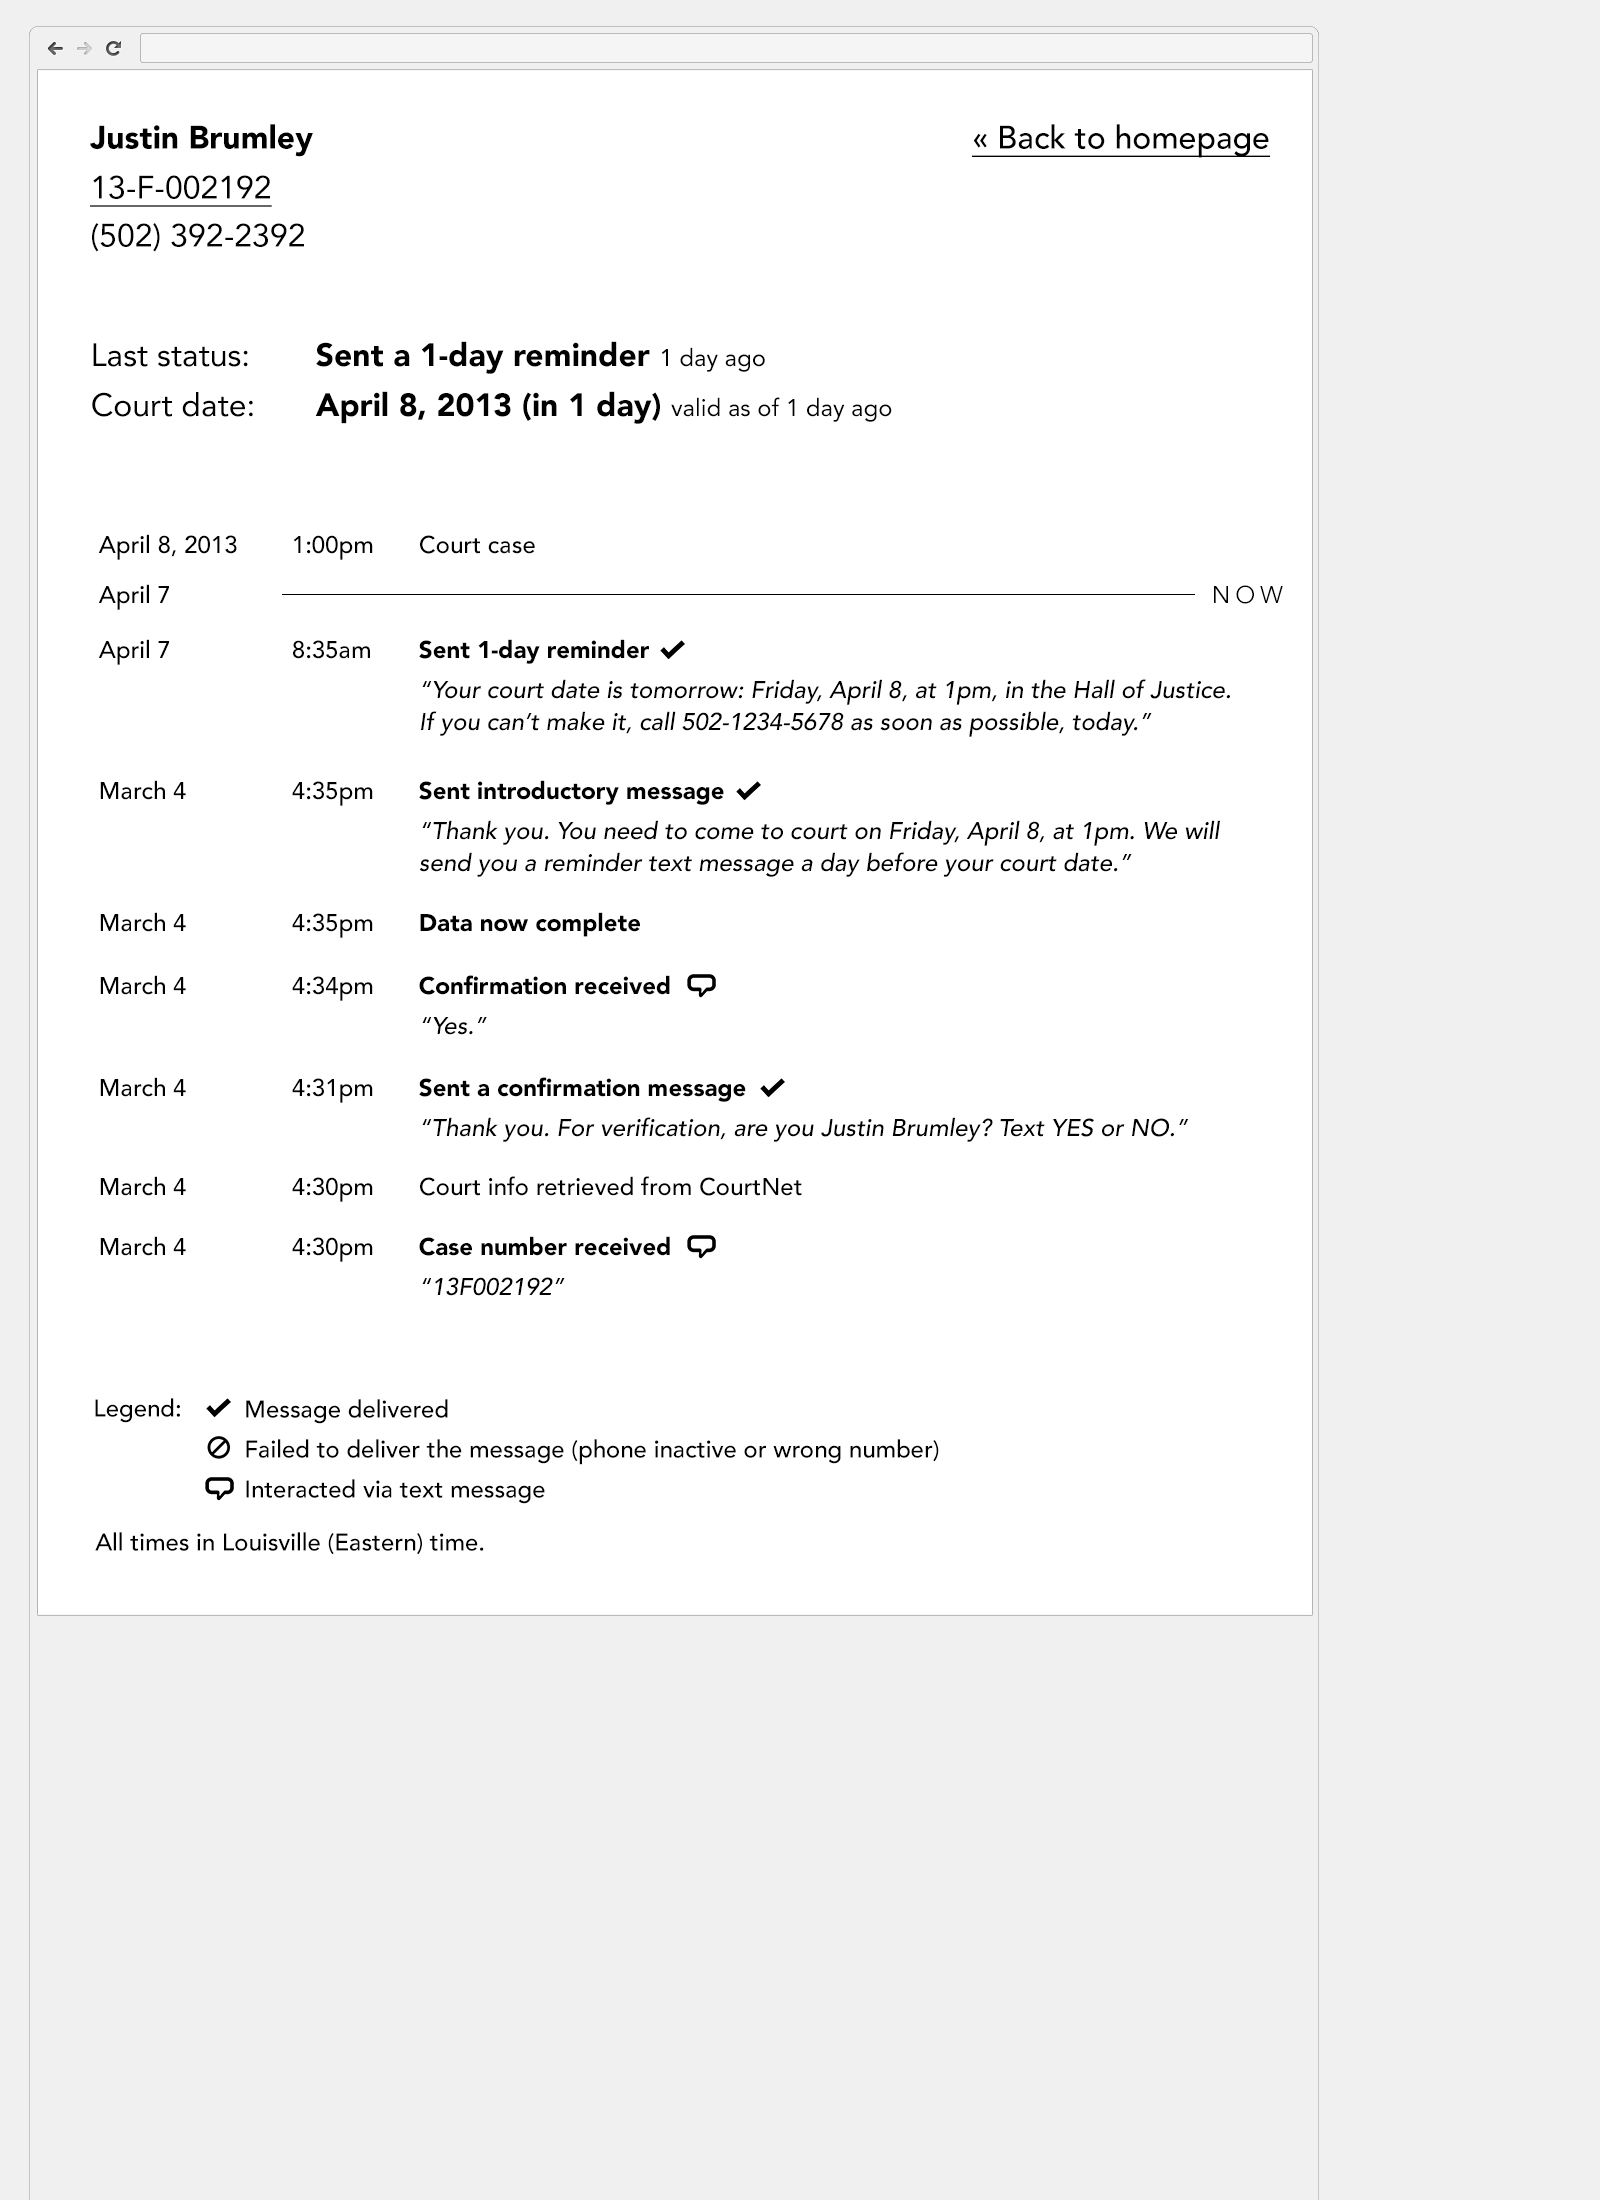 Justin Brumley
« Back to homepage
13-F-002192
(502) 392-2392
Last status: Sent a 1-day reminder 1 day ago
Court date: April 8, 2013 (in 1 day) valid as of 1 day ago
April 8, 2013 1:00pm Court case
April 7 NOW
April 7 8:35am Sent 1-day reminder
“Your court date is tomorrow: Friday, April 8, at 1pm, in the Hall of Justice.
If you can’t make it, call 502-1234-5678 as soon as possible, today.”
March 4 4:35pm Sent introductory message
“Thank you. You need to come to court on Friday, April 8, at 1pm. We will
send you a reminder text message a day before your court date.”
March 4 4:35pm Data now complete
March 4 4:34pm Confirmation received
“Yes.”
March 4 4:31pm Sent a confirmation message
“Thank you. For verification, are you Justin Brumley? Text YES or NO.”
March 4 4:30pm Court info retrieved from CourtNet
March 4 4:30pm Case number received
“13F002192”
Legend: Message delivered
Failed to deliver the message (phone inactive or wrong number)
Interacted via text message
All times in Louisville (Eastern) time.